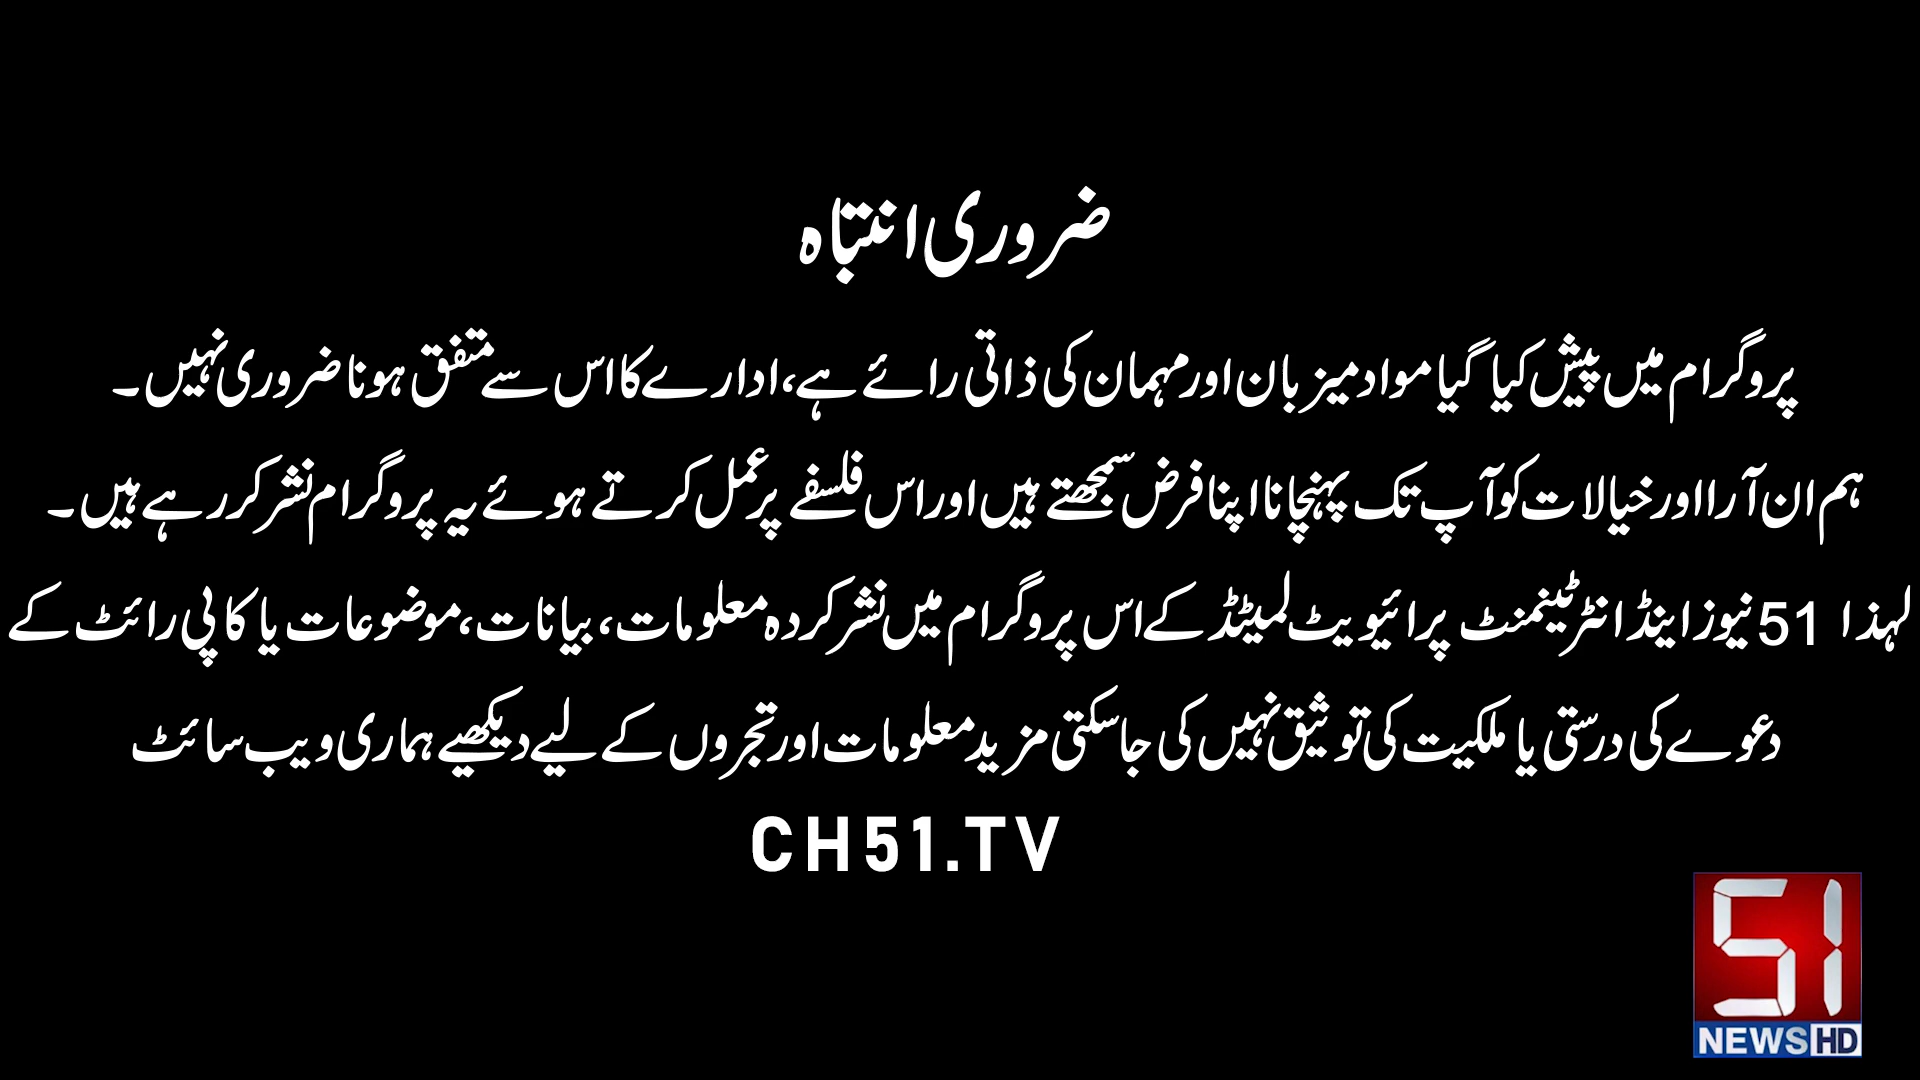 ضروری انتباہ
پروگرام میں پیش کیا گیا مواد میزبان اور مہمان کی ذاتی رائے ہے، ادارے کا اس سے متفق ہونا ضروری نہیں۔
ہم ان آرا اور خیالات کو آپ تک پہنچانا اپنا فرض سمجھتے ہیں اور اس فلسفے پر عمل کرتے ہوئے یہ پروگرام نشر کر رہے ہیں۔
لہذا 51 نیوز اینڈ انٹرٹینمنٹ پرائیویٹ لمیٹڈ کے اس پروگرام میں نشر کردہ معلومات، بیانات، موضوعات یا کاپی رائٹ کے
دعوے کی درستی یا ملکیت کی توثیق نہیں کی جا سکتی مزید معلومات اور تجروں کے لیے دیکھیے ہماری ویب سائٹ
CH51.TV
51
NEWS HD